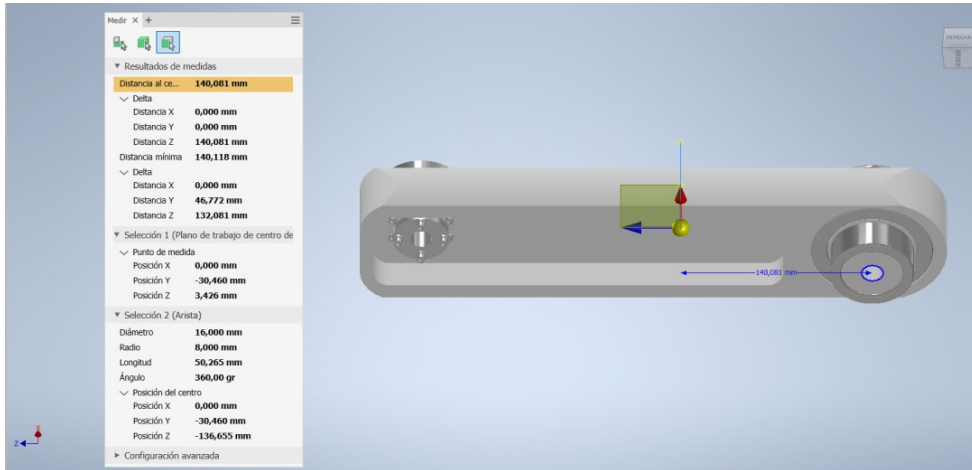 Medir
Resultados de medidas
Distancia al ce... 140,081 mm
Delta
Distancia X 0,000 mm
Distancia Y 0,000 mm
Distancia Z 140,081 mm
Distancia mínima 140,118 mm
Delta
Distancia X 0,000 mm
Distancia Y 46,772 mm
Distancia Z 132,081 mm
Selección 1 (Plano de trabajo de centro de
Punto de medida
Posición X 0,000 mm
Posición Y -30,460 mm
Posición Z 3,426 mm
Selección 2 (Arista)
Diámetro 16,000 mm
Radio 8,000 mm
Longitud 50,265 mm
Ángulo 360,00 gr
Posición del centro
Posición X 0,000 mm
Posición Y -30,460 mm
Posición Z -136,655 mm
Configuración avanzada
140,081 mm
DERECHA
X
Z